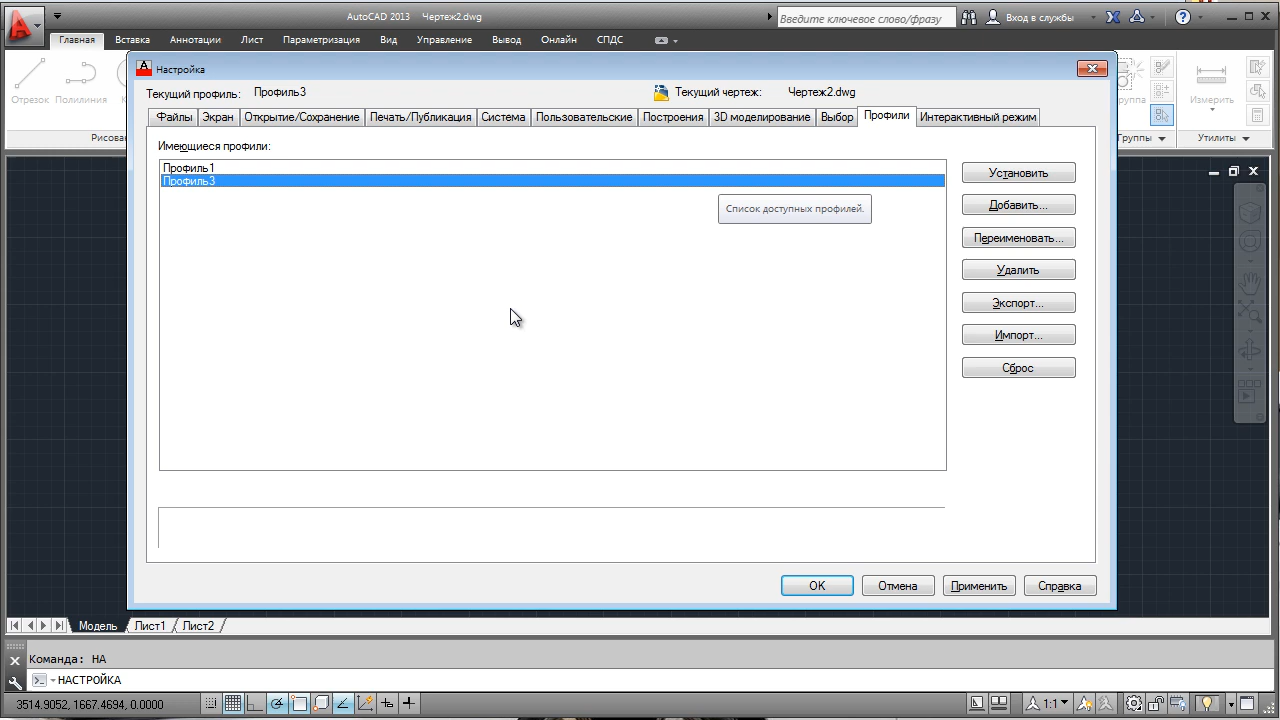 AutoCAD 2013 Чертеж2.dwg
Введите ключевое слово/фразу
Вход в службы
Главная Вставка Аннотации Лист Параметризация Вид Управление Вывод Онлайн СПДС
Отрезок Полилиния
Измерить
Рисова
Группы
Утилиты
Настройка
Текущий профиль: Профиль3 Текущий чертеж: Чертеж2.dwg
Файлы Экран Открытие/Сохранение Печать/Публикация Система Пользовательские Построения 3D моделирование Выбор Профили Интерактивный режим
Имеющиеся профили:
Профиль1
Профиль3
Список доступных профилей.
Установить
Добавить...
Переименовать...
Удалить
Экспорт...
Импорт...
Сброс
OK Отмена Применить Справка
Модель Лист1 Лист2
Команда: НА
НАСТРОЙКА
3514.9052, 1667.4694, 0.0000
1:1